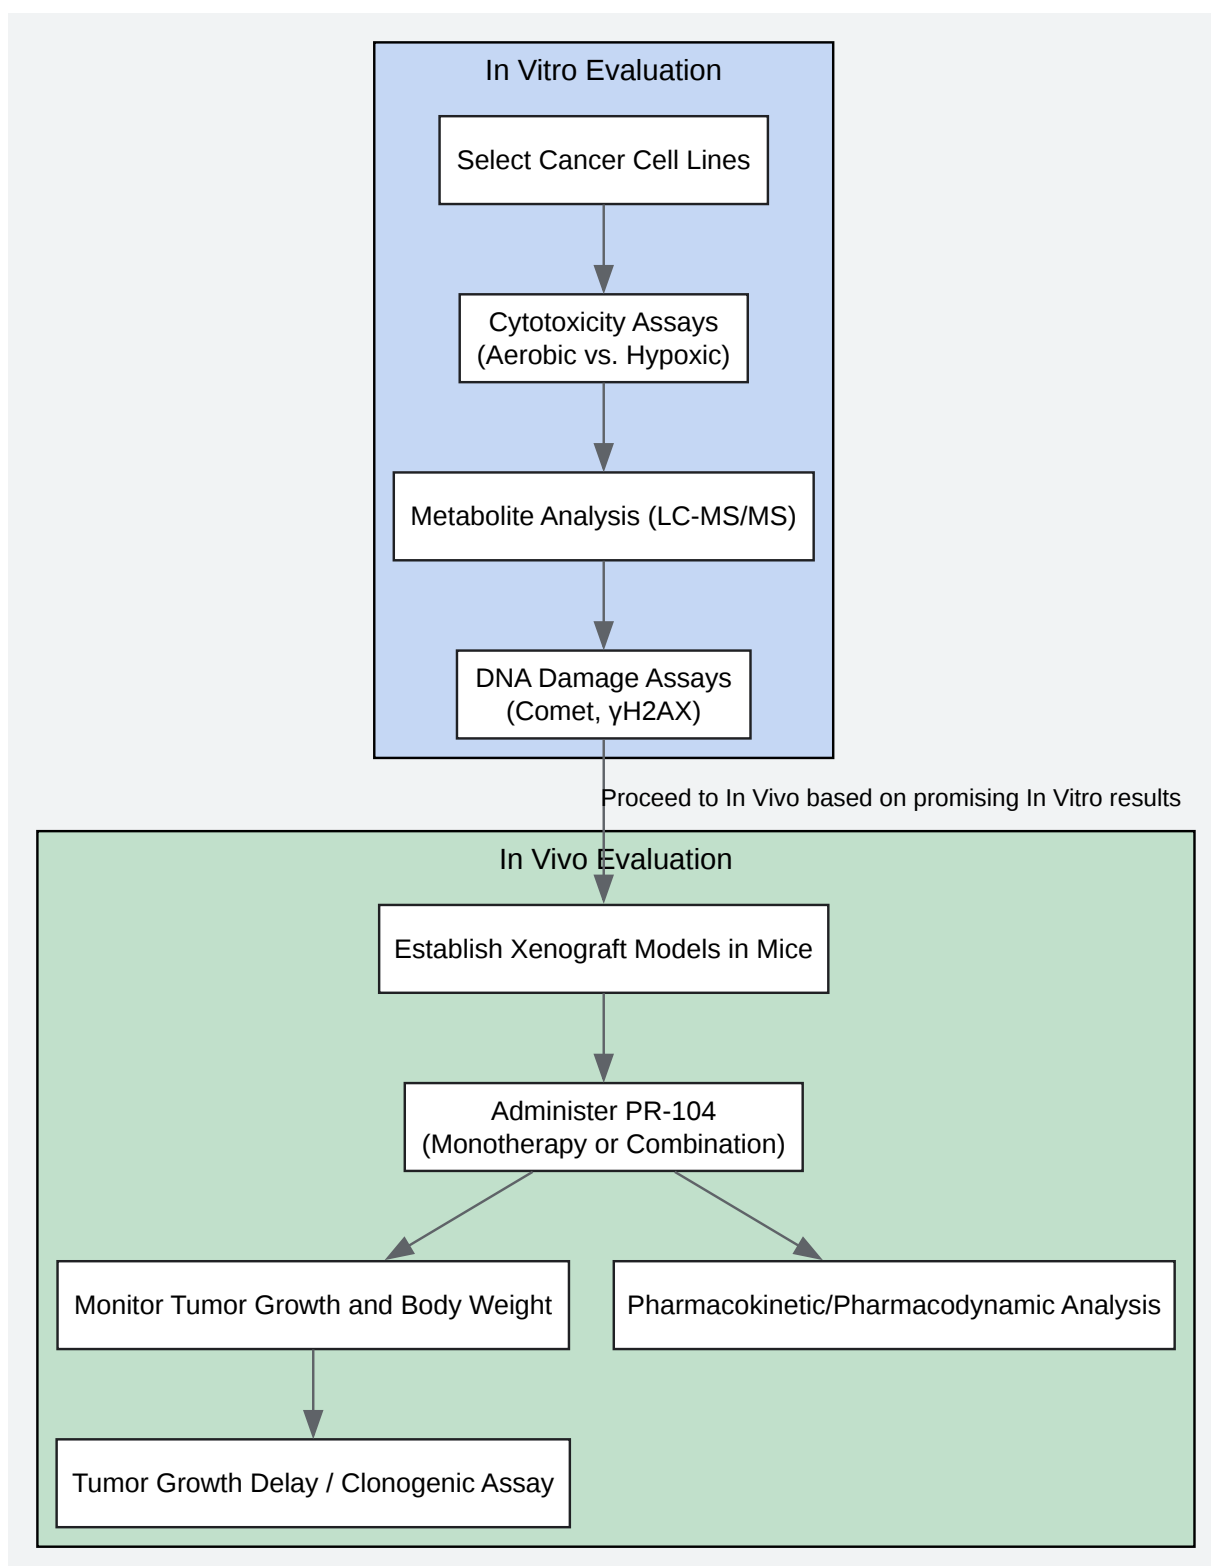 In Vitro Evaluation
Select Cancer Cell Lines
Cytotoxicity Assays
(Aerobic vs. Hypoxic)
Metabolite Analysis (LC-MS/MS)
DNA Damage Assays
(Comet, γH2AX)
Proceed to In Vivo based on promising In Vitro results
In Vivo Evaluation
Establish Xenograft Models in Mice
Administer PR-104
(Monotherapy or Combination)
Monitor Tumor Growth and Body Weight
Pharmacokinetic/Pharmacodynamic Analysis
Tumor Growth Delay / Clonogenic Assay